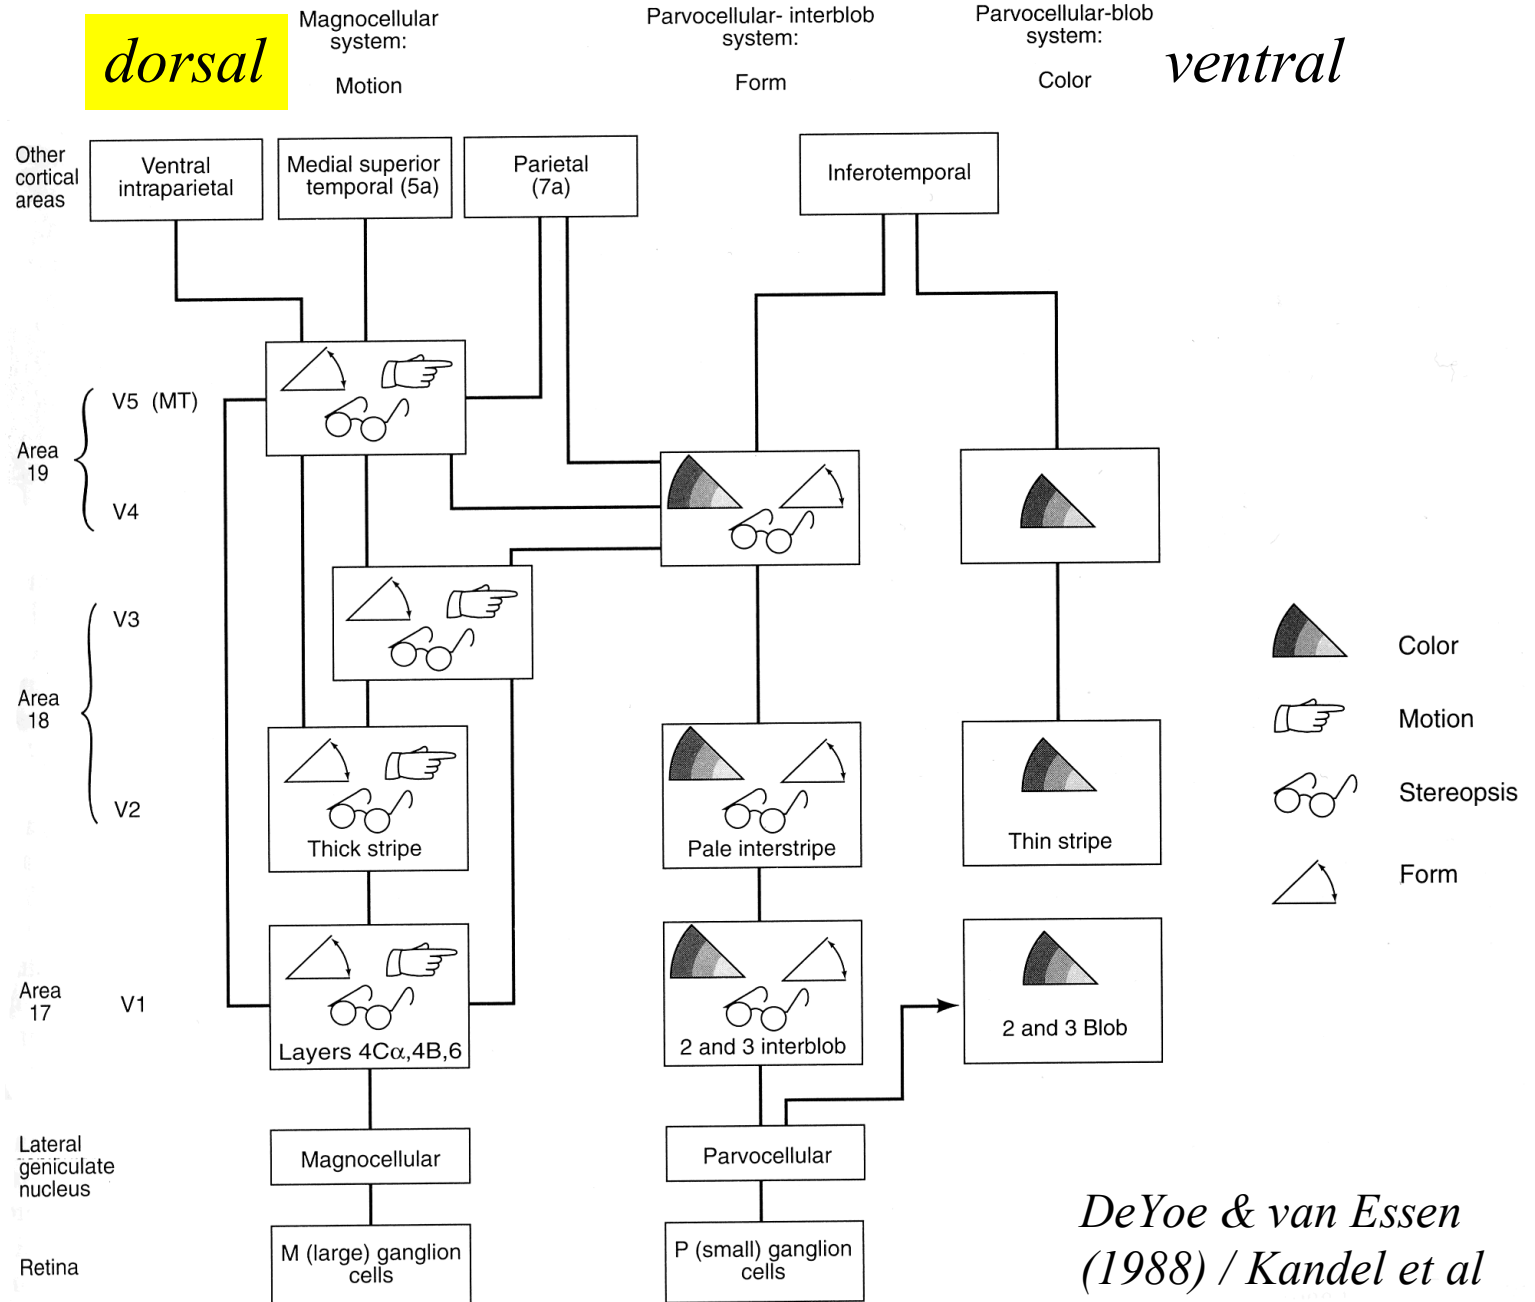 dorsal
Magnocellular
system:
Motion
Parvocellular- interblob
system:
Form
Parvocellular-blob
system:
Color
ventral
Other
cortical
areas
Ventral
intraparietal
Medial superior
temporal (5a)
Parietal
(7a)
Inferotemporal
Area
19
V5 (MT)
V4
Area
18
V3
V2
Thick stripe
Pale interstripe
Thin stripe
Color
Motion
Stereopsis
Form
Area
17
V1
Layers 4Cα,4B,6
2 and 3 interblob
2 and 3 Blob
Lateral
geniculate
nucleus
Magnocellular
Parvocellular
Retina
M (large) ganglion
cells
P (small) ganglion
cells
DeYoe & van Essen
(1988) / Kandel et al